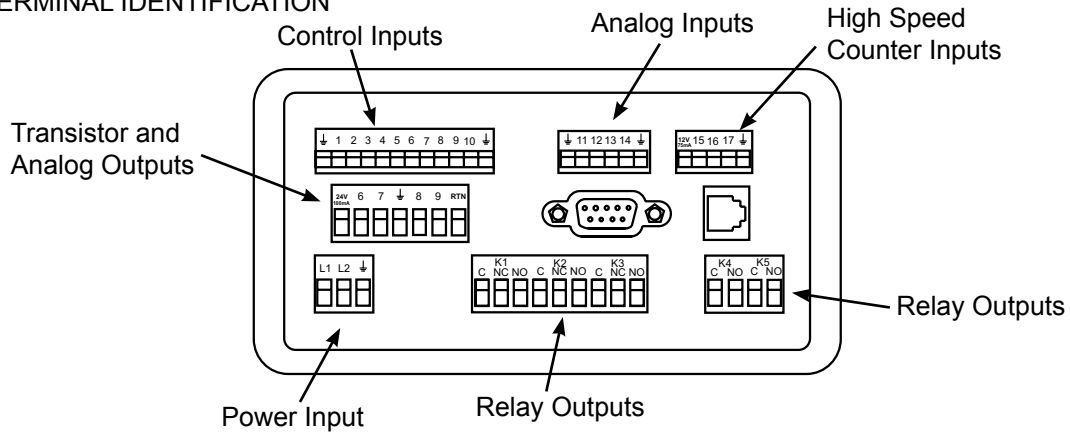 ERMINAL IDENTIFICATION
Control Inputs
Analog Inputs
High Speed
Counter Inputs
Transistor and
Analog Outputs
⏚ 1 2 3 4 5 6 7 8 9 10 ⏚
⏚ 11 12 13 14 ⏚
12V 75mA 15 16 17 ⏚
24V 100mA 6 7 ⏚ 8 9 RTN
L1 L2 ⏚
K1 K2 K3
C NC NO C NC NO C NC NO
K4 K5
C NO C NO
Relay Outputs
Power Input
Relay Outputs